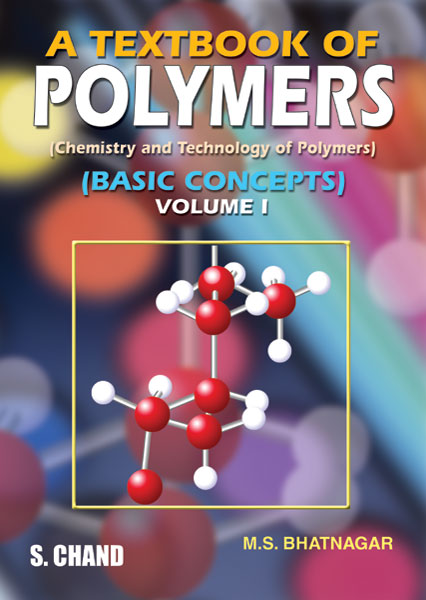 A TEXTBOOK OF
POLYMERS
(Chemistry and Technology of Polymers)
(BASIC CONCEPTS)
VOLUME I
M.S. BHATNAGAR
S. CHAND